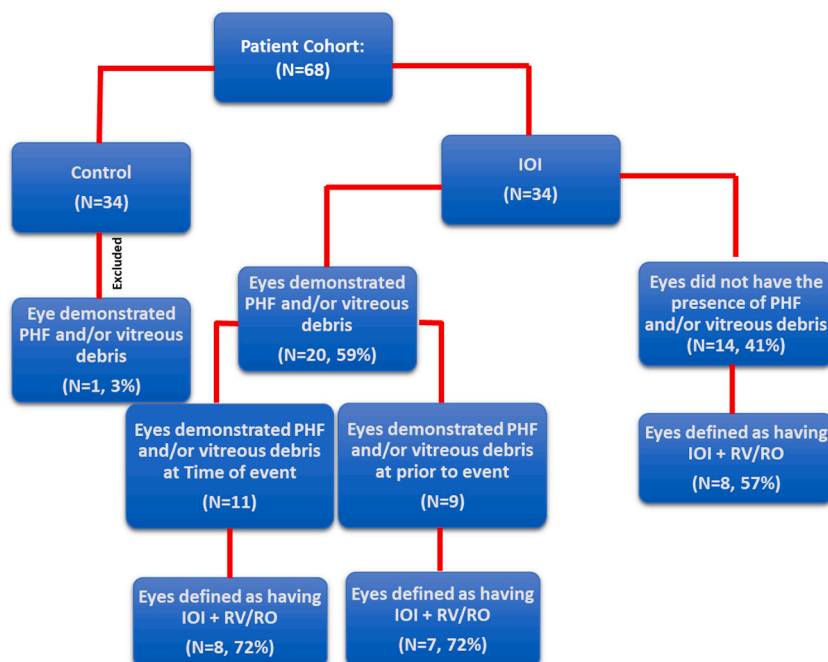 Patient Cohort:
(N=68)
Control
(N=34)
IOI
(N=34)
Excluded
Eye demonstrated
PHF and/or vitreous
debris
(N=1, 3%)
Eyes demonstrated
PHF and/or vitreous
debris
(N=20, 59%)
Eyes did not have the
presence of PHF
and/or vitreous debris
(N=14, 41%)
Eyes demonstrated PHF
and/or vitreous debris
at Time of event
(N=11)
Eyes demonstrated PHF
and/or vitreous debris
at prior to event
(N=9)
Eyes defined as having
IOI + RV/RO
(N=8, 57%)
Eyes defined as having
IOI + RV/RO
(N=8, 72%)
Eyes defined as having
IOI + RV/RO
(N=7, 72%)